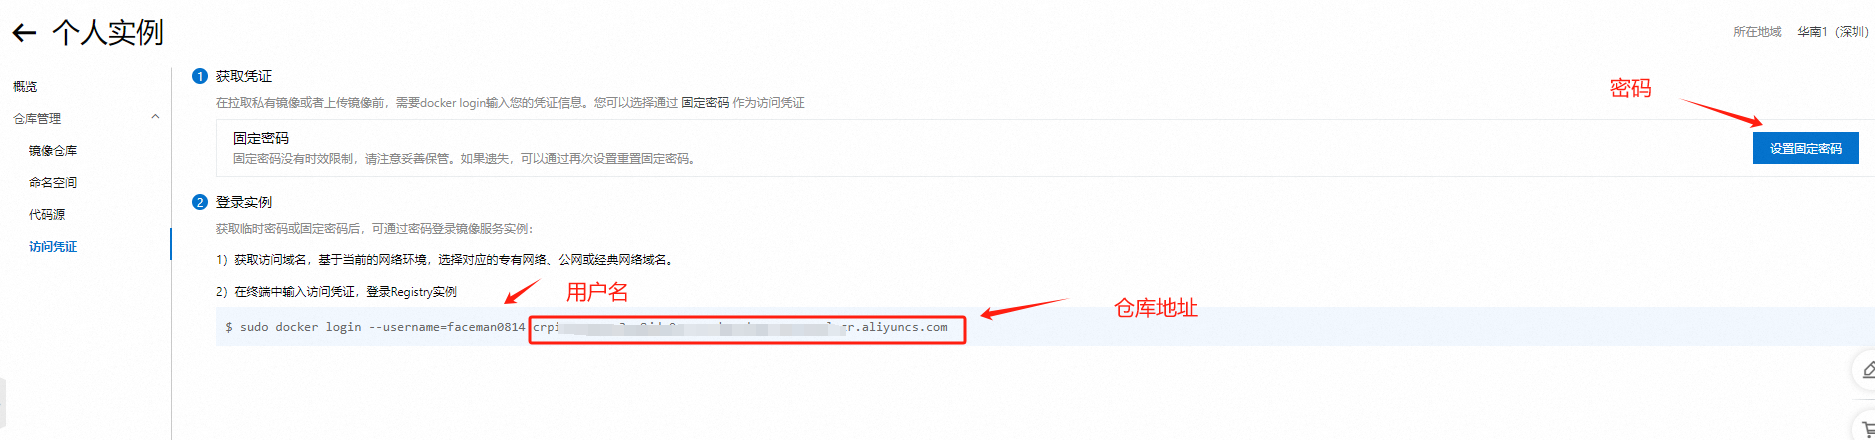 个人实例
所在地域 华南1（深圳）
概览
仓库管理
镜像仓库
命名空间
代码源
访问凭证
1 获取凭证
在拉取私有镜像或者上传镜像前，需要docker login输入您的凭证信息。您可以选择通过 固定密码 作为访问凭证
密码
固定密码
固定密码没有时效限制，请注意妥善保管。如果遗失，可以通过再次设置重置固定密码。
设置固定密码
2 登录实例
获取临时密码或固定密码后，可通过密码登录镜像服务实例：
1）获取访问域名，基于当前的网络环境，选择对应的专有网络、公网或经典网络域名。
2）在终端中输入访问凭证，登录Registry实例
用户名
仓库地址
$ sudo docker login --username=faceman0814 crpi cr.aliyuncs.com